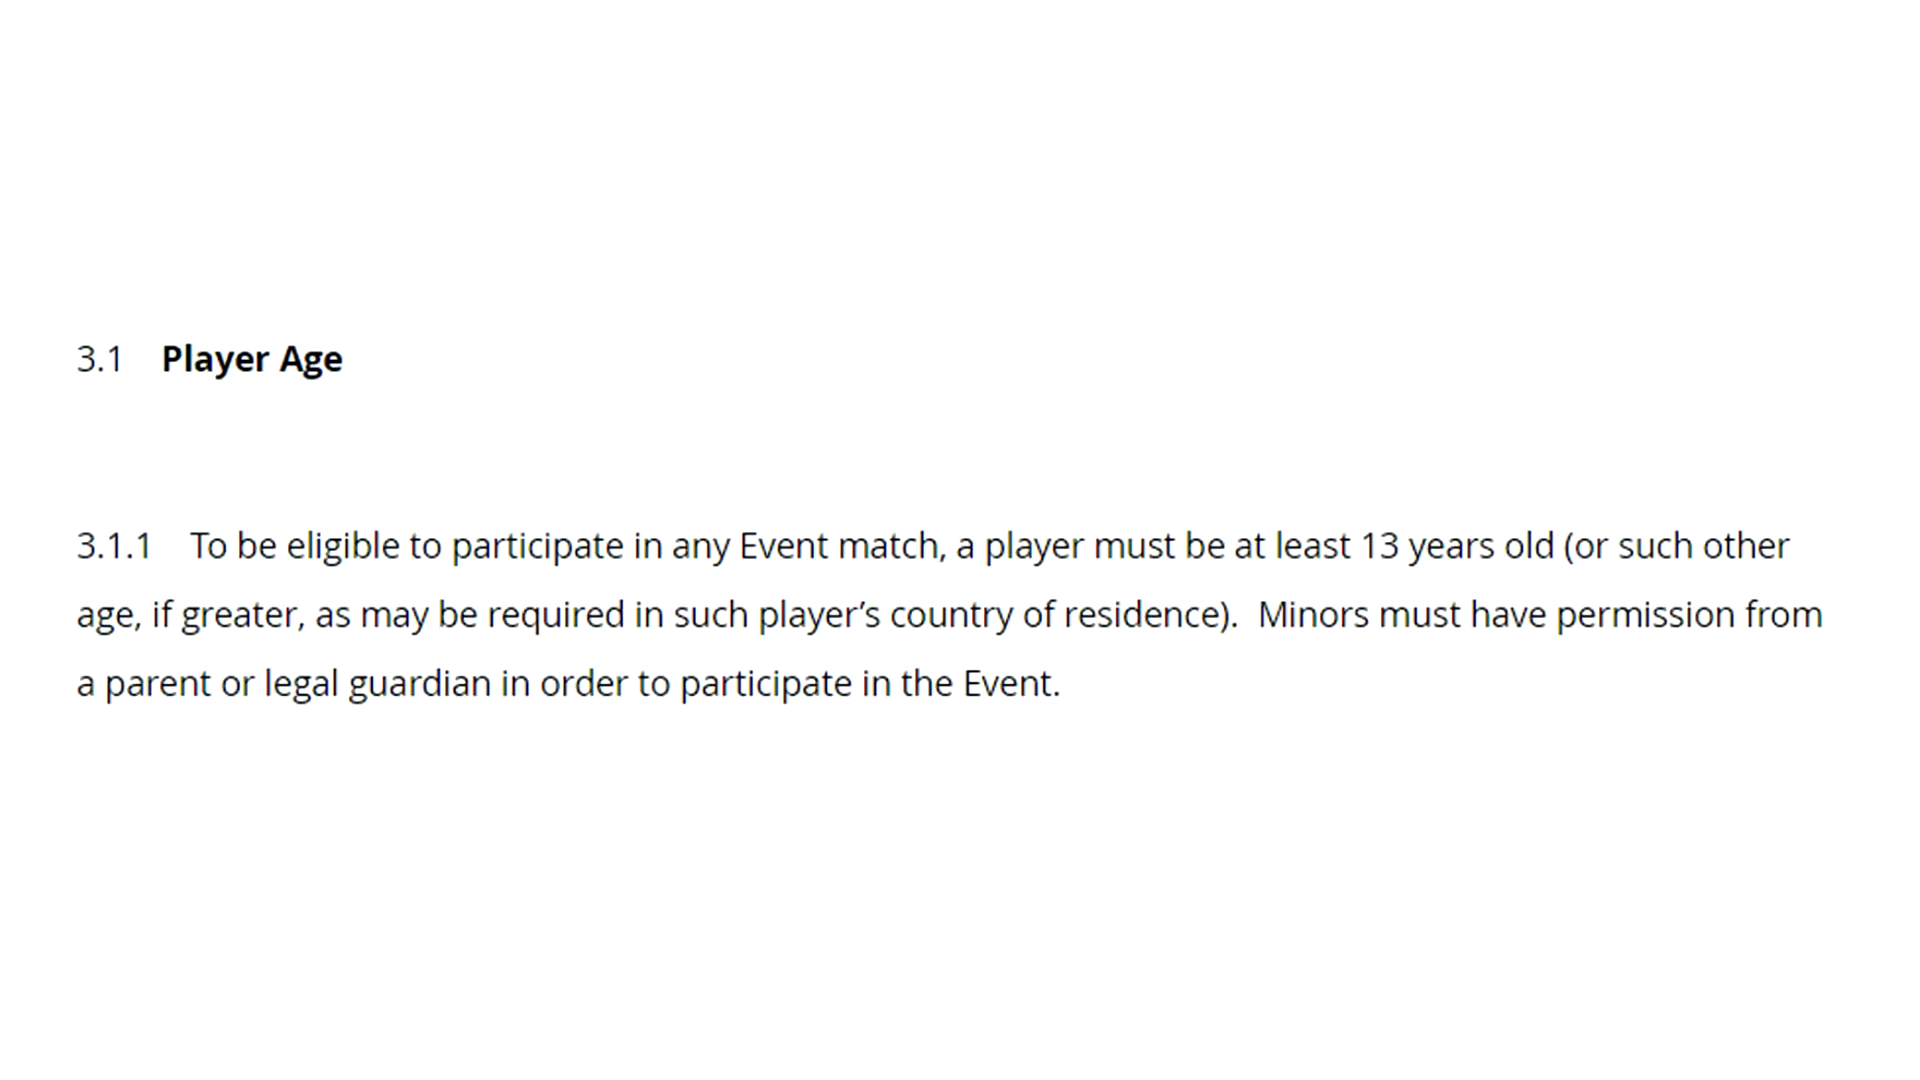 3.1 Player Age
3.1.1 To be eligible to participate in any Event match, a player must be at least 13 years old (or such other
age, if greater, as may be required in such player’s country of residence).  Minors must have permission from
a parent or legal guardian in order to participate in the Event.